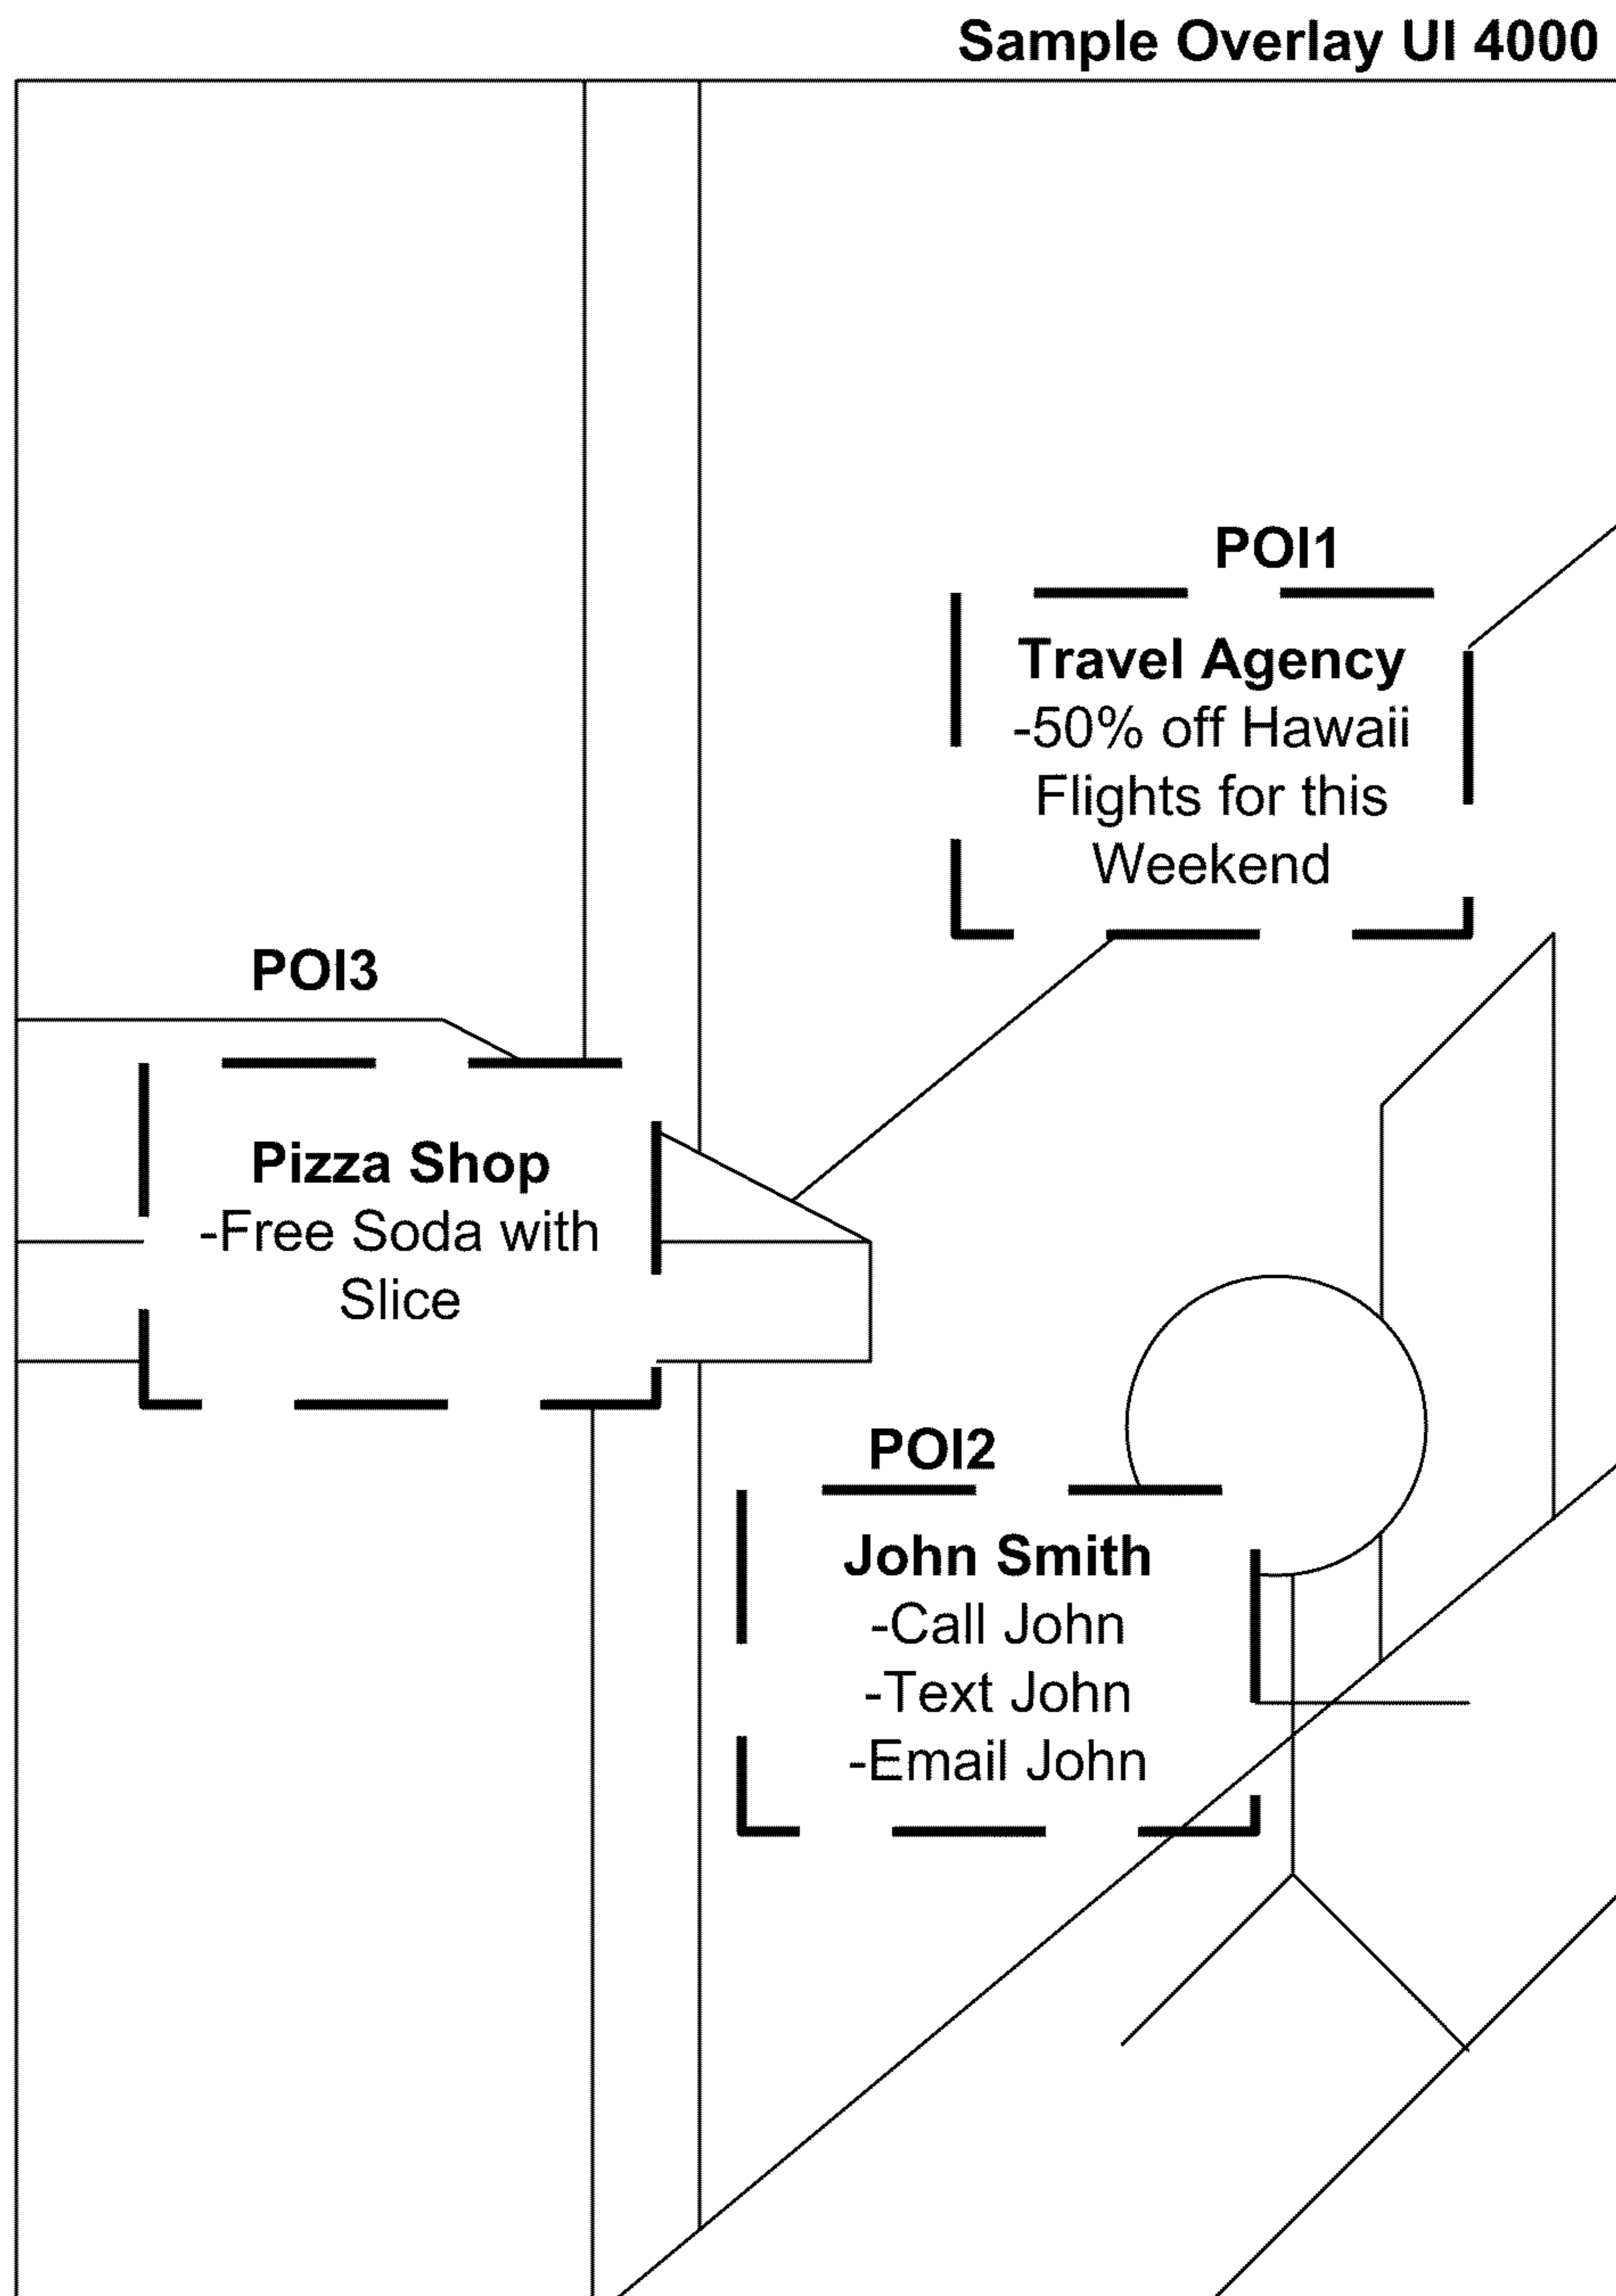 Sample Overlay UI 4000
POI1
Travel Agency
-50% off Hawaii
Flights for this
Weekend
POI3
Pizza Shop
-Free Soda with
Slice
POI2
John Smith
-Call John
-Text John
-Email John